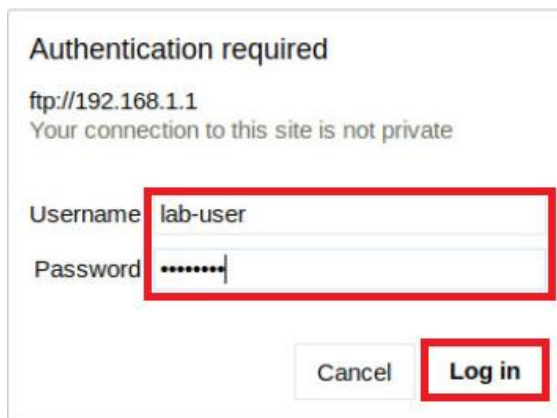 Authentication required
ftp://192.168.1.1
Your connection to this site is not private
Username lab-user
Password ••••••••
Cancel Log in